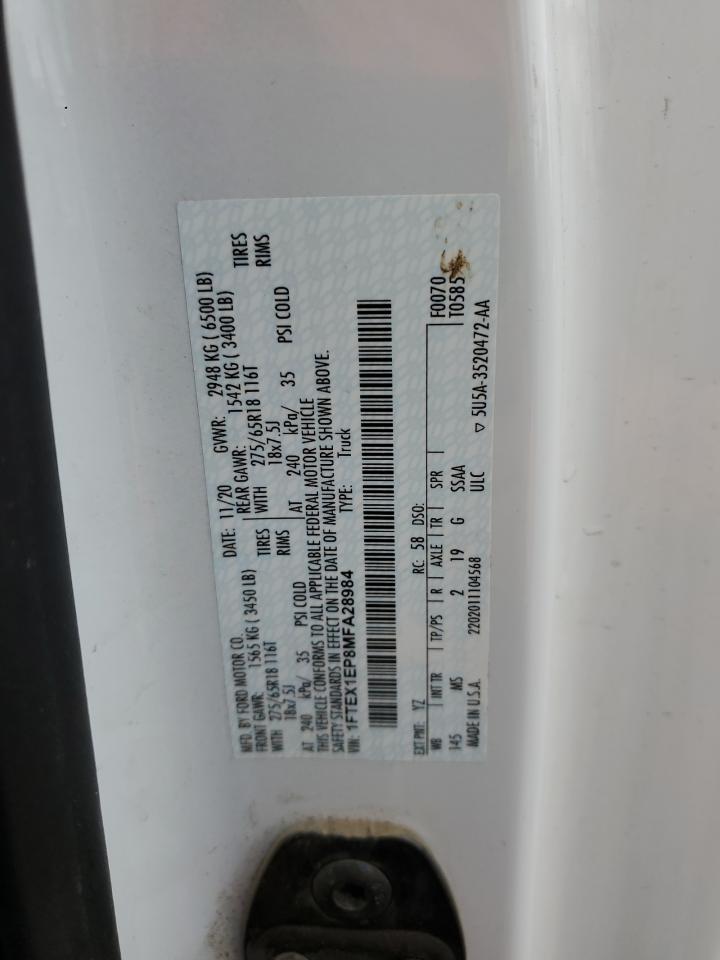 MFD. BY FORD MOTOR CO.
DATE: 11/20 GVWR: 2948 KG ( 6500 LB)
FRONT GAWR: 1565 KG ( 3450 LB) REAR GAWR: 1542 KG ( 3400 LB)
WITH 275/65R18 116T TIRES WITH 275/65R18 116T TIRES
18x7.5J RIMS 18x7.5J RIMS
AT 240 kPa/ 35 PSI COLD AT 240 kPa/ 35 PSI COLD
THIS VEHICLE CONFORMS TO ALL APPLICABLE FEDERAL MOTOR VEHICLE
SAFETY STANDARDS IN EFFECT ON THE DATE OF MANUFACTURE SHOWN ABOVE.
VIN: 1FTEX1EP8MFA28984 TYPE: Truck
F0070
EXT PNT: YZ RC: 58 DSO: T0585
WB INT TR TP/PS R AXLE TR SPR
145 MS 2 19 G SSAA
MADE IN U.S.A. 2202011104568 ULC ▽ 5U5A-3520472-AA